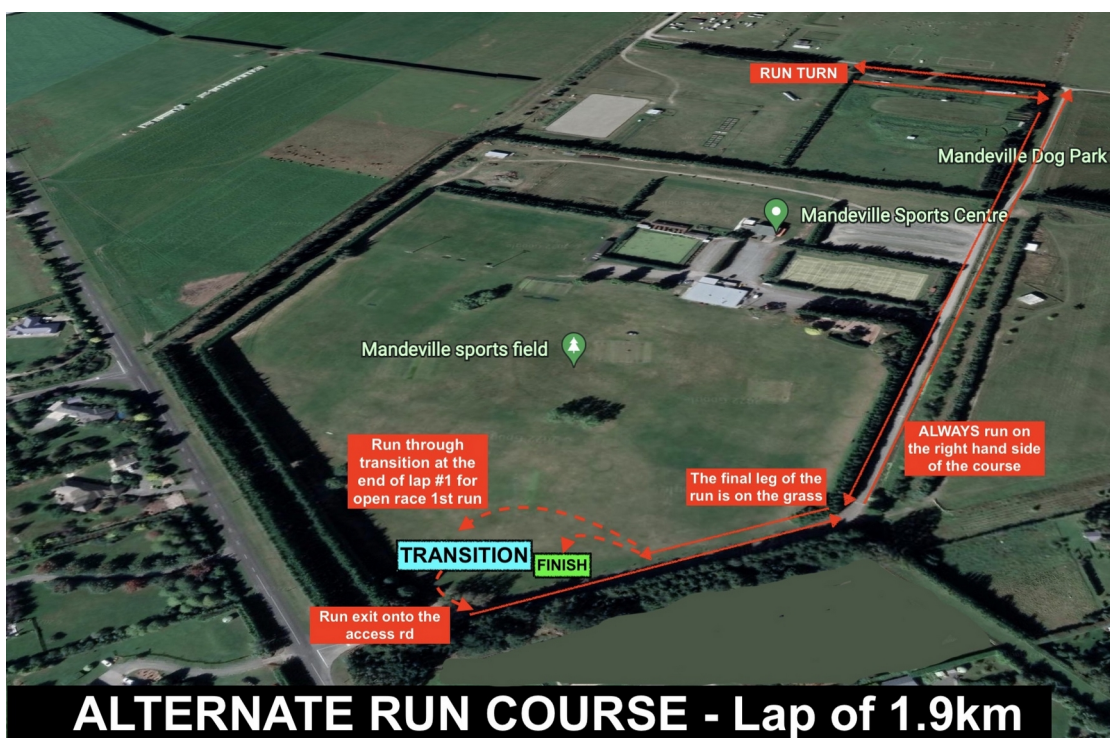 RUN TURN
Mandeville Dog Park
Mandeville Sports Centre
Mandeville sports field
ALWAYS run on
the right hand side
of the course
Run through
transition at the
end of lap #1 for
open race 1st run
The final leg of the
run is on the grass
TRANSITION
FINISH
Run exit onto the
access rd
ALTERNATE RUN COURSE - Lap of 1.9km